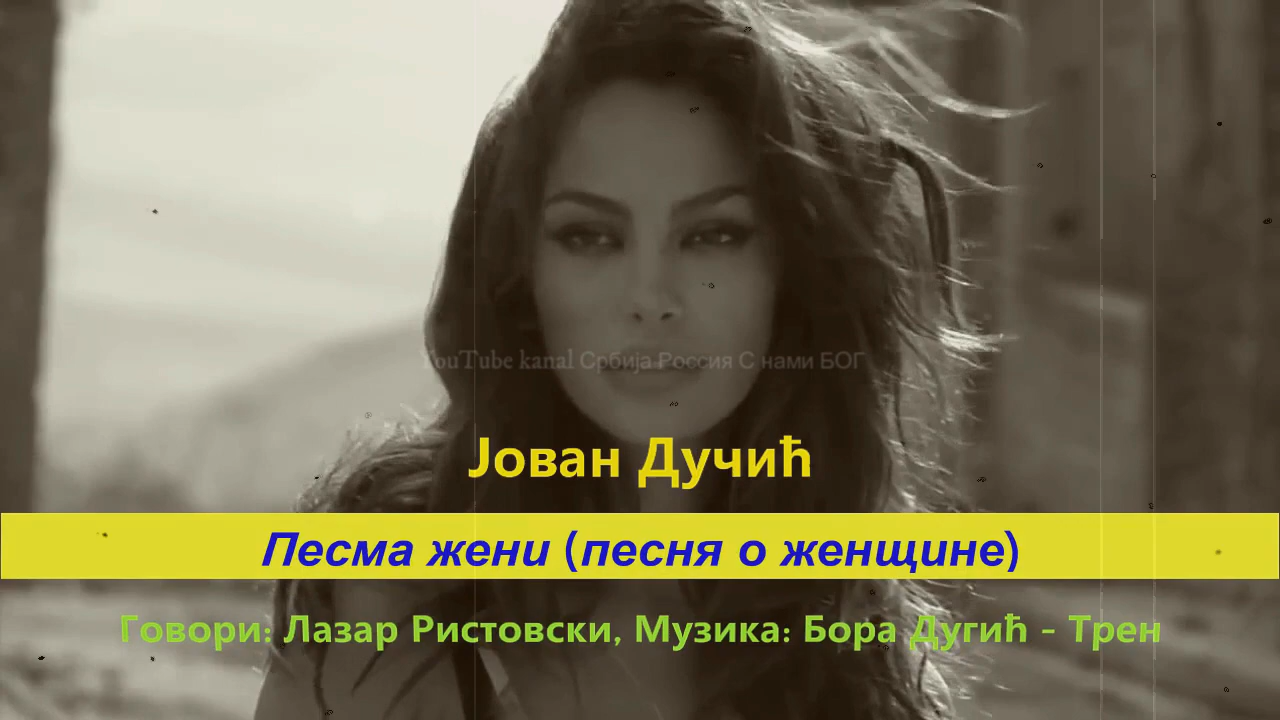 YouTube kanal Србија Россия С нами БОГ
Јован Дучић
Песма жени (песня о женщине)
Говори: Лазар Ристовски, Музика: Бора Дугић - Трен